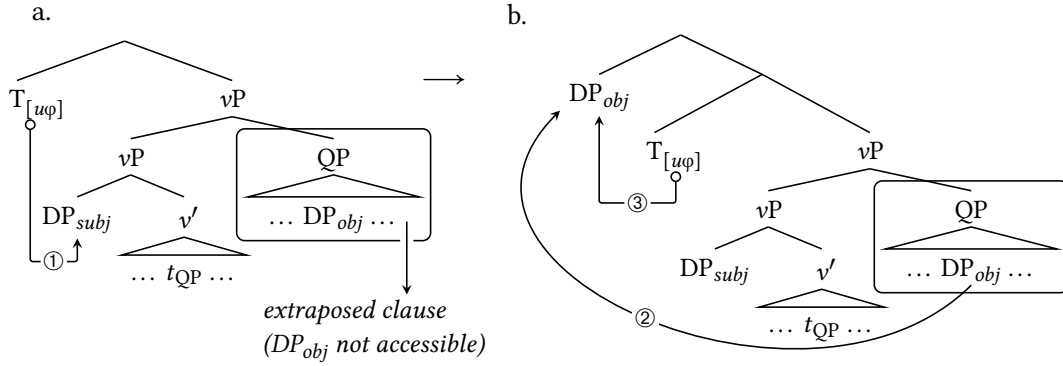 a.
T[uφ]
vP
vP
QP
DPsubj
v′
… DPobj …
①
… tQP …
extraposed clause
(DPobj not accessible)
→
b.
DPobj
T[uφ]
vP
③
vP
QP
DPsubj
v′
… DPobj …
②
… tQP …